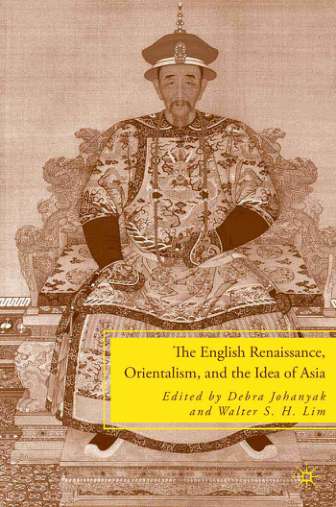 The English Renaissance,
Orientalism, and the Idea of Asia
Edited by Debra Johanyak
and Walter S. H. Lim